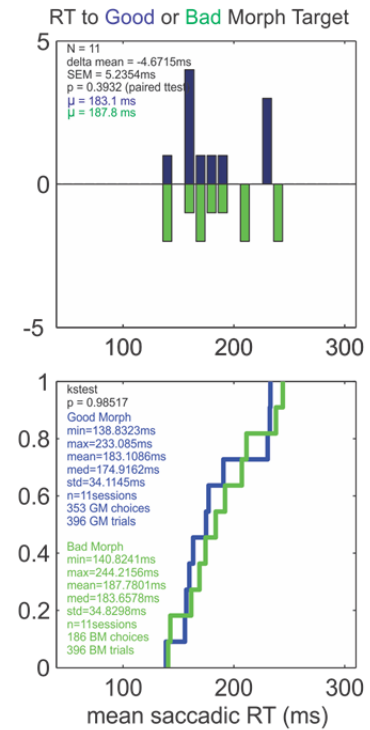 RT to Good or Bad Morph Target
5
N = 11
delta mean = -4.6715ms
SEM = 5.2354ms
p = 0.3932 (paired ttest
μ = 183.1 ms
μ = 187.8 ms
0
-5
100
200
300
1
kstest
p = 0.98517
Good Morph
min=138.8323ms
max=233.085ms
mean=183.1086ms
med=174.9162ms
std=34.1145ms
n=11sessions
353 GM choices
396 GM trials
Bad Morph
min=140.8241ms
max=244.2156ms
mean=187.7801ms
med=183.6578ms
std=34.8298ms
n=11sessions
186 BM choices
396 BM trials
0.8
0.6
0.4
0.2
0
100
200
300
mean saccadic RT (ms)